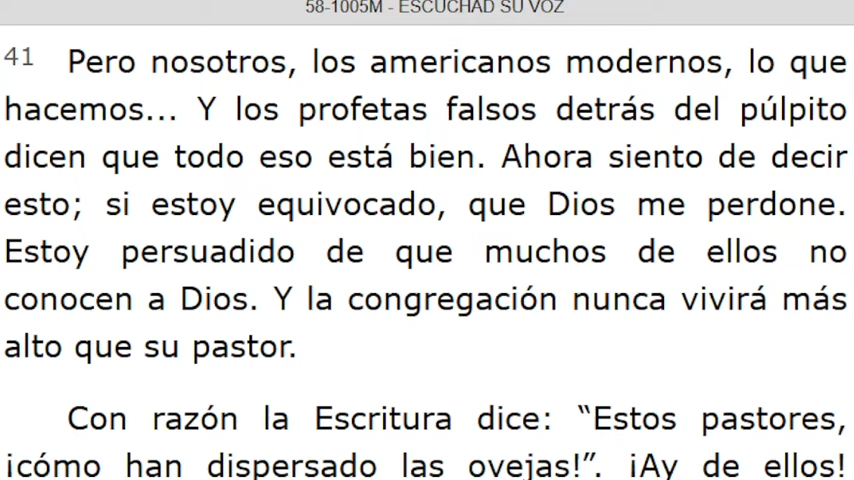 58-1005M - ESCUCHAD SU VOZ
41 Pero nosotros, los americanos modernos, lo que
hacemos... Y los profetas falsos detrás del púlpito
dicen que todo eso está bien. Ahora siento de decir
esto; si estoy equivocado, que Dios me perdone.
Estoy persuadido de que muchos de ellos no
conocen a Dios. Y la congregación nunca vivirá más
alto que su pastor.
Con razón la Escritura dice: “Estos pastores,
¡cómo han dispersado las ovejas!”. ¡Ay de ellos!